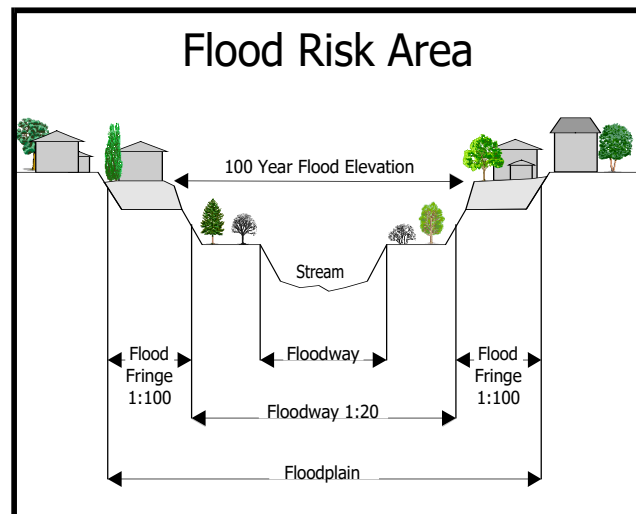 Flood Risk Area
100 Year Flood Elevation
Stream
Flood
Fringe
1:100
Floodway
Flood
Fringe
1:100
Floodway 1:20
Floodplain